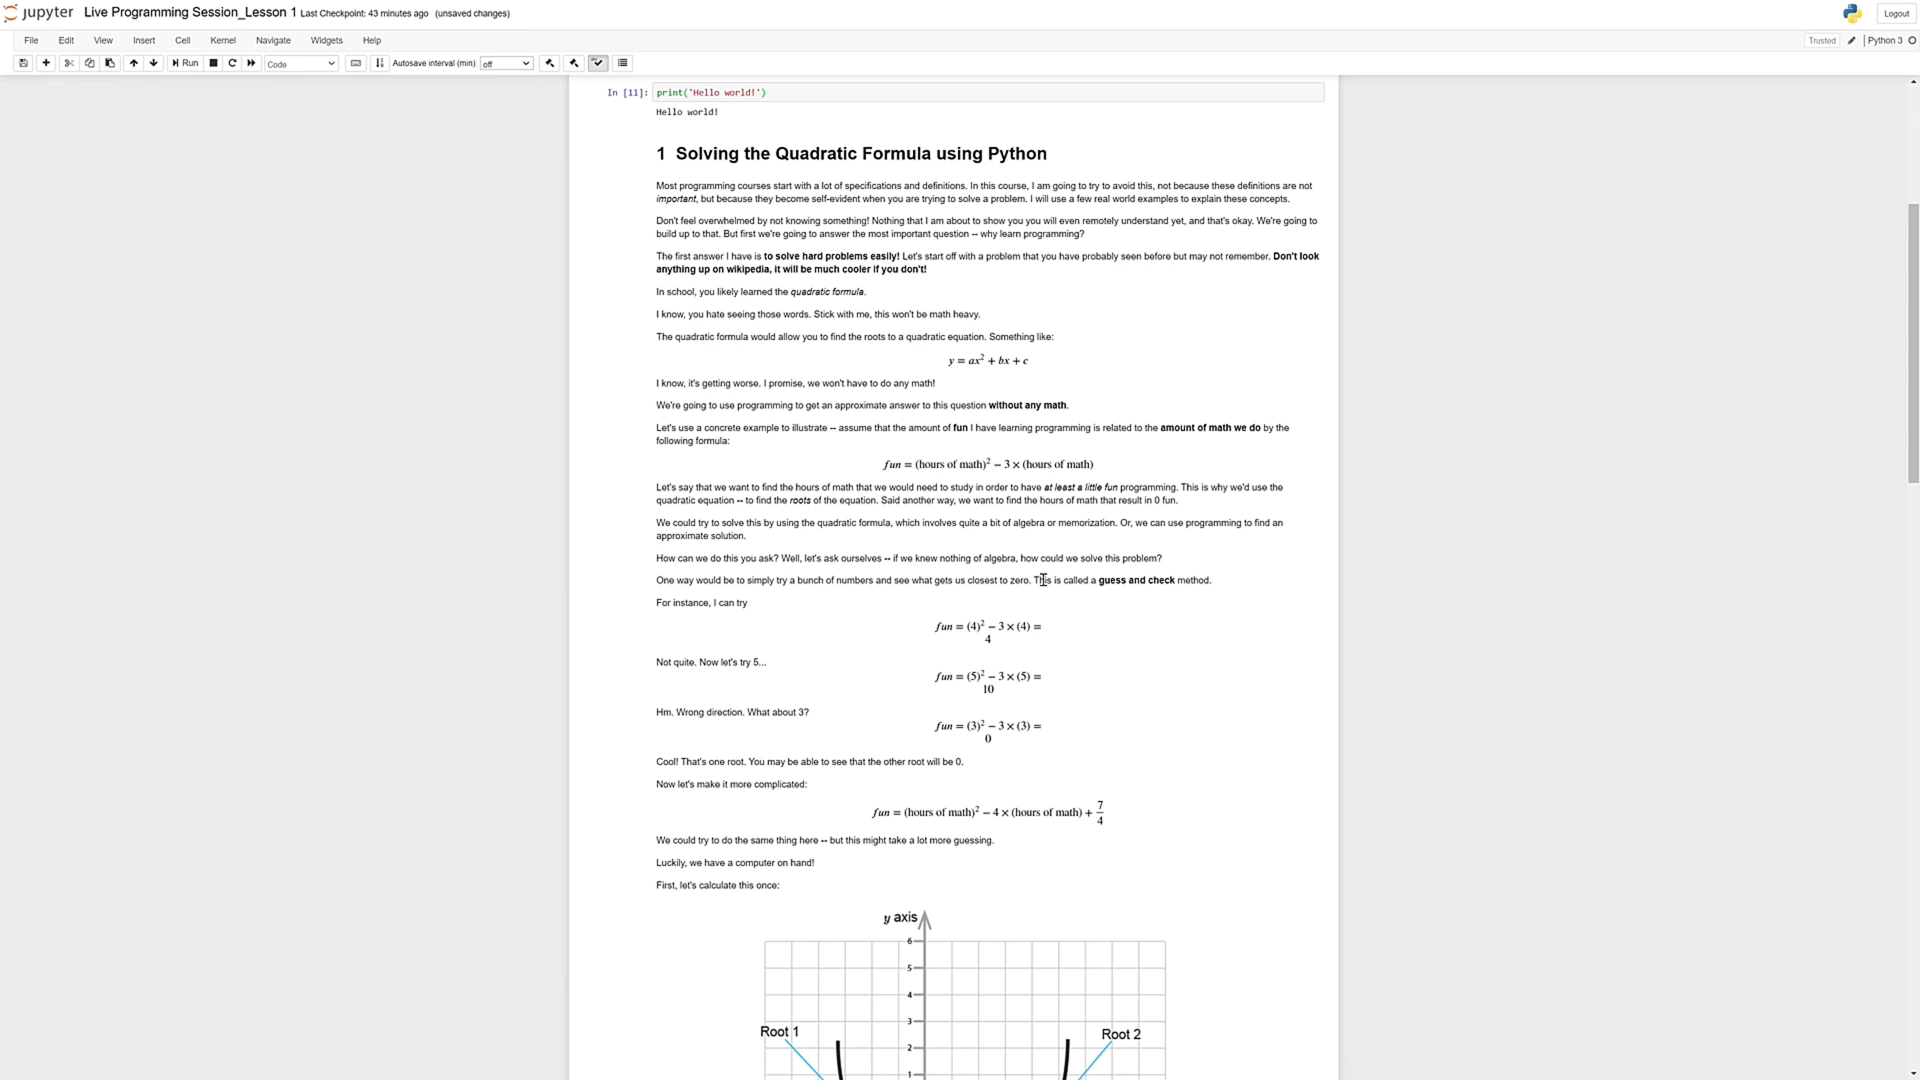 jupyter Live Programming Session_Lesson 1 Last Checkpoint: 43 minutes ago (unsaved changes) Logout
File Edit View Insert Cell Kernel Navigate Widgets Help Trusted Python 3
Run Code Autosave interval (min): off
In [11]: print('Hello world!')
Hello world!
1 Solving the Quadratic Formula using Python
Most programming courses start with a lot of specifications and definitions. In this course, I am going to try to avoid this, not because these definitions are not
important, but because they become self-evident when you are trying to solve a problem. I will use a few real world examples to explain these concepts.
Don't feel overwhelmed by not knowing something! Nothing that I am about to show you you will even remotely understand yet, and that's okay. We're going to
build up to that. But first we're going to answer the most important question -- why learn programming?
The first answer I have is to solve hard problems easily! Let's start off with a problem that you have probably seen before but may not remember. Don't look
anything up on wikipedia, it will be much cooler if you don't!
In school, you likely learned the quadratic formula.
I know, you hate seeing those words. Stick with me, this won't be math heavy.
The quadratic formula would allow you to find the roots to a quadratic equation. Something like:
y = ax² + bx + c
I know, it's getting worse. I promise, we won't have to do any math!
We're going to use programming to get an approximate answer to this question without any math.
Let's use a concrete example to illustrate -- assume that the amount of fun I have learning programming is related to the amount of math we do by the
following formula:
fun = (hours of math)² − 3 × (hours of math)
Let's say that we want to find the hours of math that we would need to study in order to have at least a little fun programming. This is why we'd use the
quadratic equation -- to find the roots of the equation. Said another way, we want to find the hours of math that result in 0 fun.
We could try to solve this by using the quadratic formula, which involves quite a bit of algebra or memorization. Or, we can use programming to find an
approximate solution.
How can we do this you ask? Well, let's ask ourselves -- if we knew nothing of algebra, how could we solve this problem?
One way would be to simply try a bunch of numbers and see what gets us closest to zero. This is called a guess and check method.
For instance, I can try
fun = (4)² − 3 × (4) =
4
Not quite. Now let's try 5...
fun = (5)² − 3 × (5) =
10
Hm. Wrong direction. What about 3?
fun = (3)² − 3 × (3) =
0
Cool! That's one root. You may be able to see that the other root will be 0.
Now let's make it more complicated:
fun = (hours of math)² − 4 × (hours of math) + 7/4
We could try to do the same thing here -- but this might take a lot more guessing.
Luckily, we have a computer on hand!
First, let's calculate this once:
y axis
6
5
4
3
Root 1 Root 2
2
1